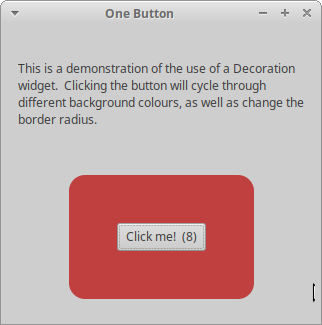 One Button
This is a demonstration of the use of a Decoration
widget.  Clicking the button will cycle through
different background colours, as well as change the
border radius.
Click me!  (8)